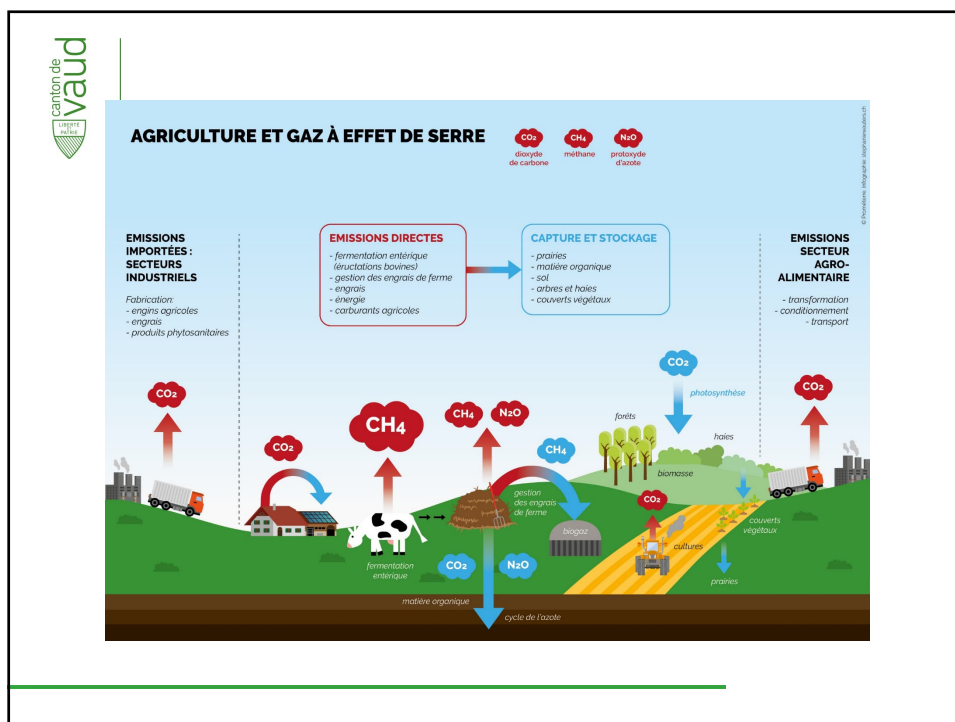 canton de
vaud
LIBERTÉ
ET
PATRIE
AGRICULTURE ET GAZ À EFFET DE SERRE
CO2
dioxyde
de carbone
CH4
méthane
N2O
protoxyde
d'azote
© Prométerre. Infographie: stephaniewauters.ch
EMISSIONS
IMPORTÉES :
SECTEURS
INDUSTRIELS
Fabrication:
- engins agricoles
- engrais
- produits phytosanitaires
EMISSIONS DIRECTES
- fermentation entérique
(éructations bovines)
- gestion des engrais de ferme
- engrais
- énergie
- carburants agricoles
CAPTURE ET STOCKAGE
- prairies
- matière organique
- sol
- arbres et haies
- couverts végétaux
EMISSIONS
SECTEUR
AGRO-
ALIMENTAIRE
- transformation
- conditionnement
- transport
CO2
photosynthèse
CO2
CO2
CH4
CH4
N2O
forêts
haies
CO2
CH4
biomasse
gestion
des engrais
de ferme
CO2
couverts
végétaux
biogaz
cultures
fermentation
entérique
CO2
N2O
prairies
matière organique
cycle de l'azote